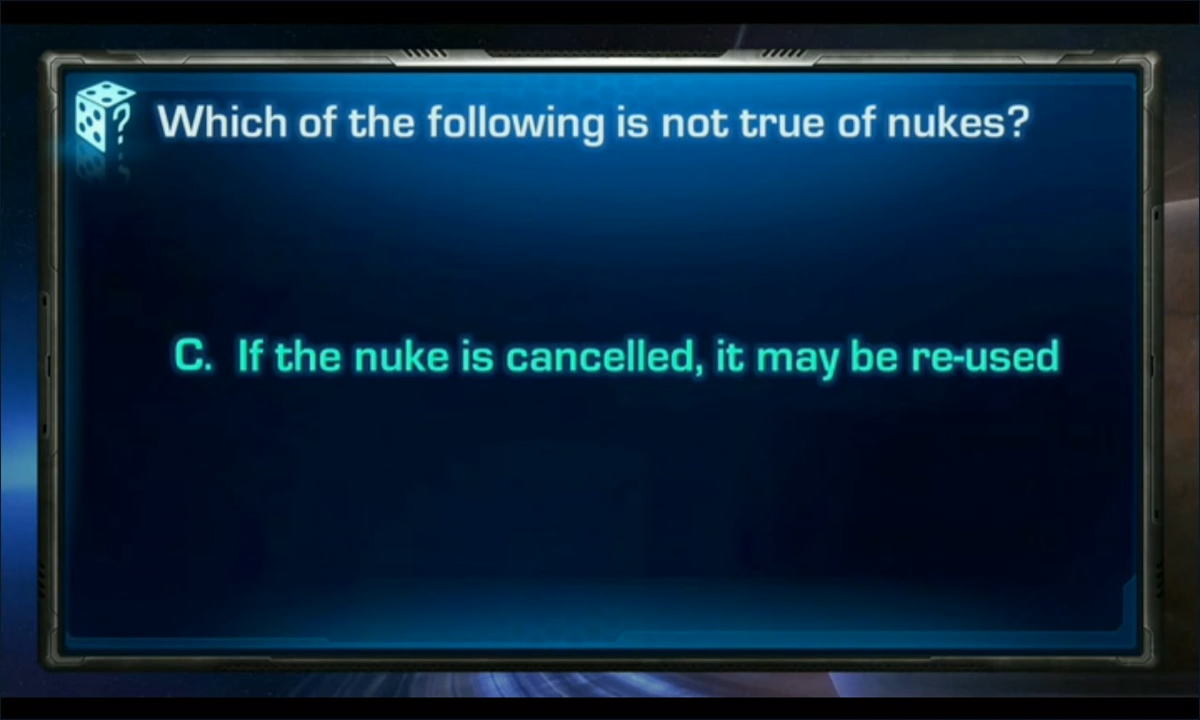 Which of the following is not true of nukes?
C. If the nuke is cancelled, it may be re-used